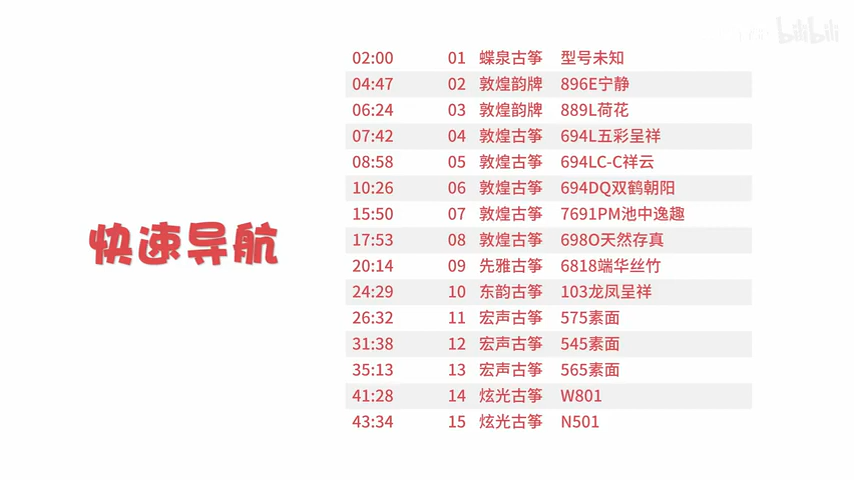 bilibili
02:00 01 蝶泉古筝 型号未知
04:47 02 敦煌韵牌 896E宁静
06:24 03 敦煌韵牌 889L荷花
07:42 04 敦煌古筝 694L五彩呈祥
08:58 05 敦煌古筝 694LC-C祥云
10:26 06 敦煌古筝 694DQ双鹤朝阳
15:50 07 敦煌古筝 7691PM池中逸趣
快速导航
17:53 08 敦煌古筝 698O天然存真
20:14 09 先雅古筝 6818端华丝竹
24:29 10 东韵古筝 103龙凤呈祥
26:32 11 宏声古筝 575素面
31:38 12 宏声古筝 545素面
35:13 13 宏声古筝 565素面
41:28 14 炫光古筝 W801
43:34 15 炫光古筝 N501